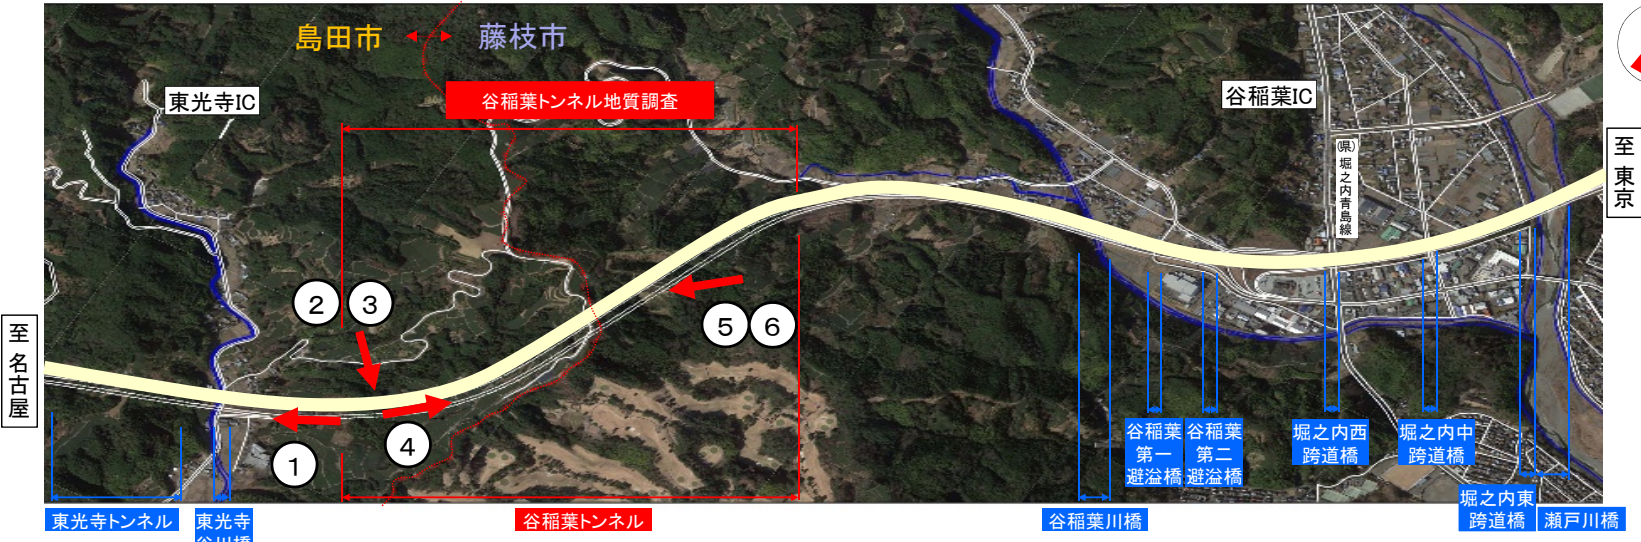 島田市
藤枝市
谷稲葉トンネル地質調査
東光寺IC
谷稲葉IC
(県)堀之内青島線
至 東京
至 名古屋
②
③
⑤
⑥
④
①
谷稲葉
第一
避溢橋
谷稲葉
第二
避溢橋
堀之内西
跨道橋
堀之内中
跨道橋
堀之内東
跨道橋
瀬戸川橋
東光寺トンネル
東光寺
谷川橋
谷稲葉トンネル
谷稲葉川橋